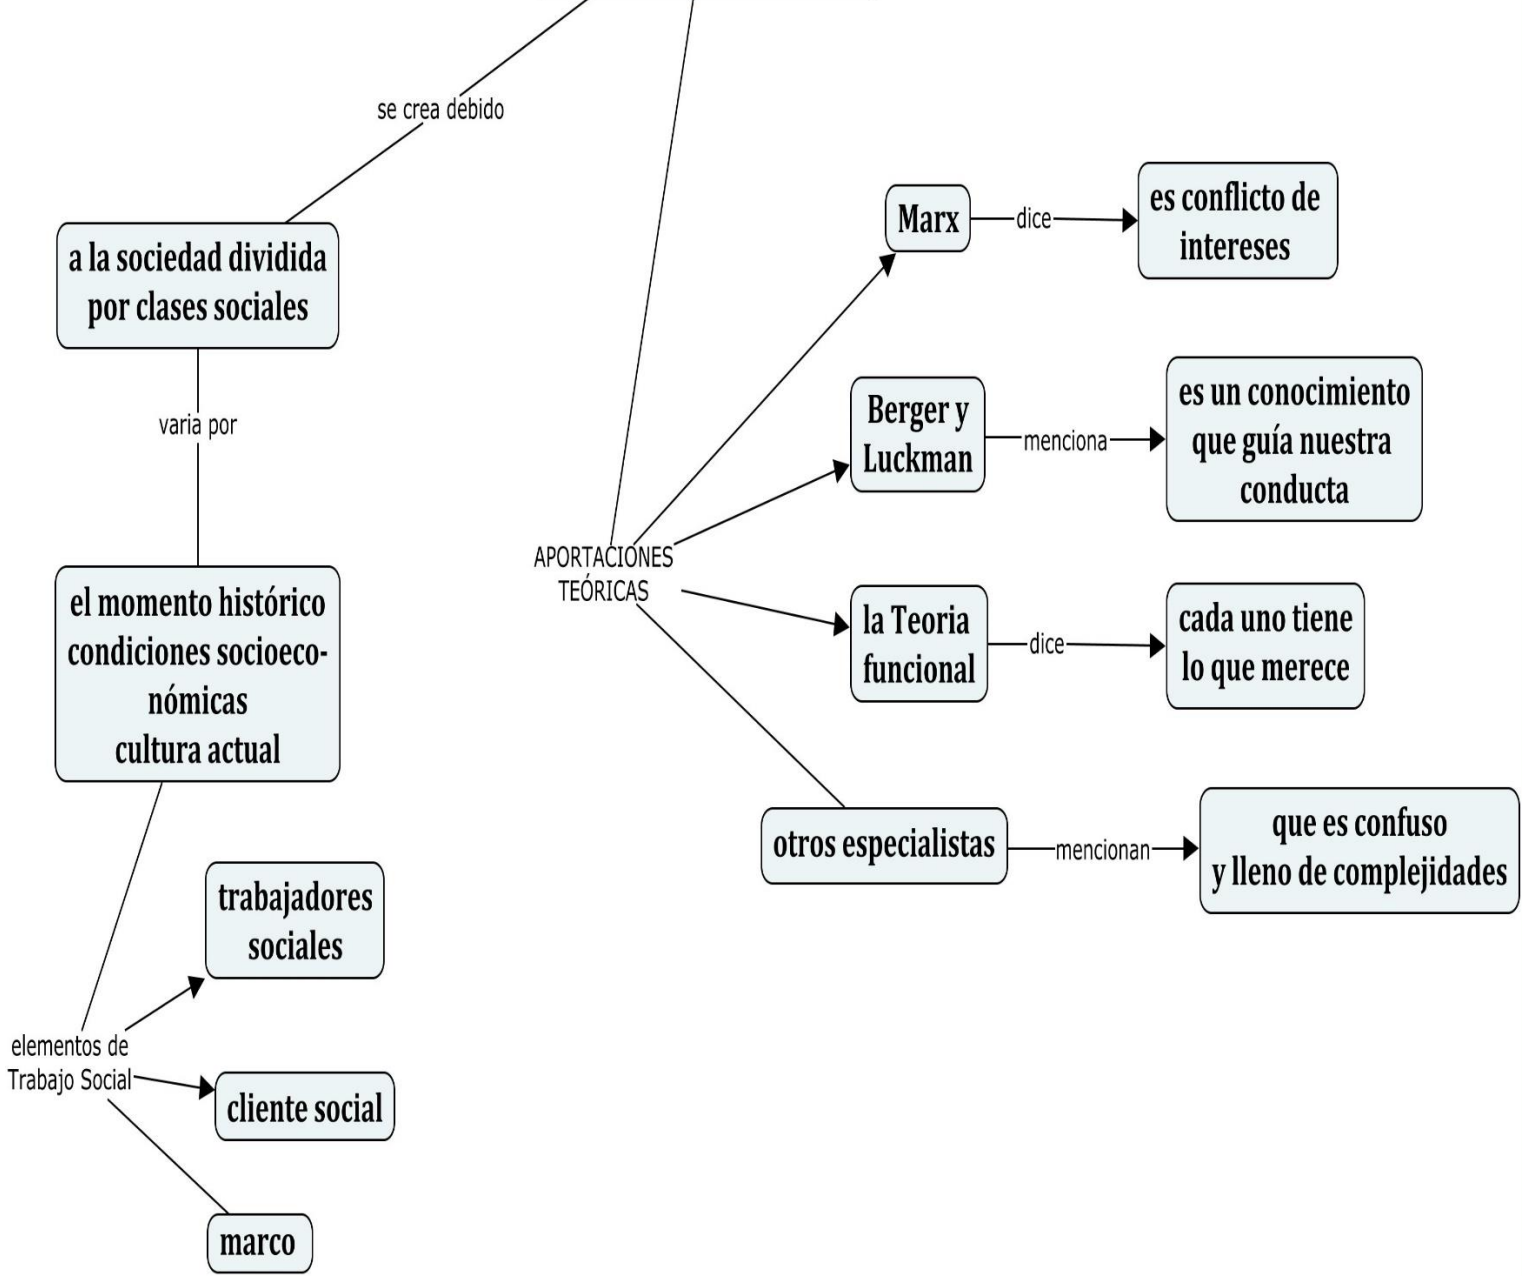 se crea debido
a la sociedad dividida
por clases sociales
varia por
el momento histórico
condiciones socioeco-
nómicas
cultura actual
elementos de
Trabajo Social
trabajadores
sociales
cliente social
marco
APORTACIONES
TEÓRICAS
Marx
dice
es conflicto de
intereses
Berger y
Luckman
menciona
es un conocimiento
que guía nuestra
conducta
la Teoria
funcional
dice
cada uno tiene
lo que merece
otros especialistas
mencionan
que es confuso
y lleno de complejidades